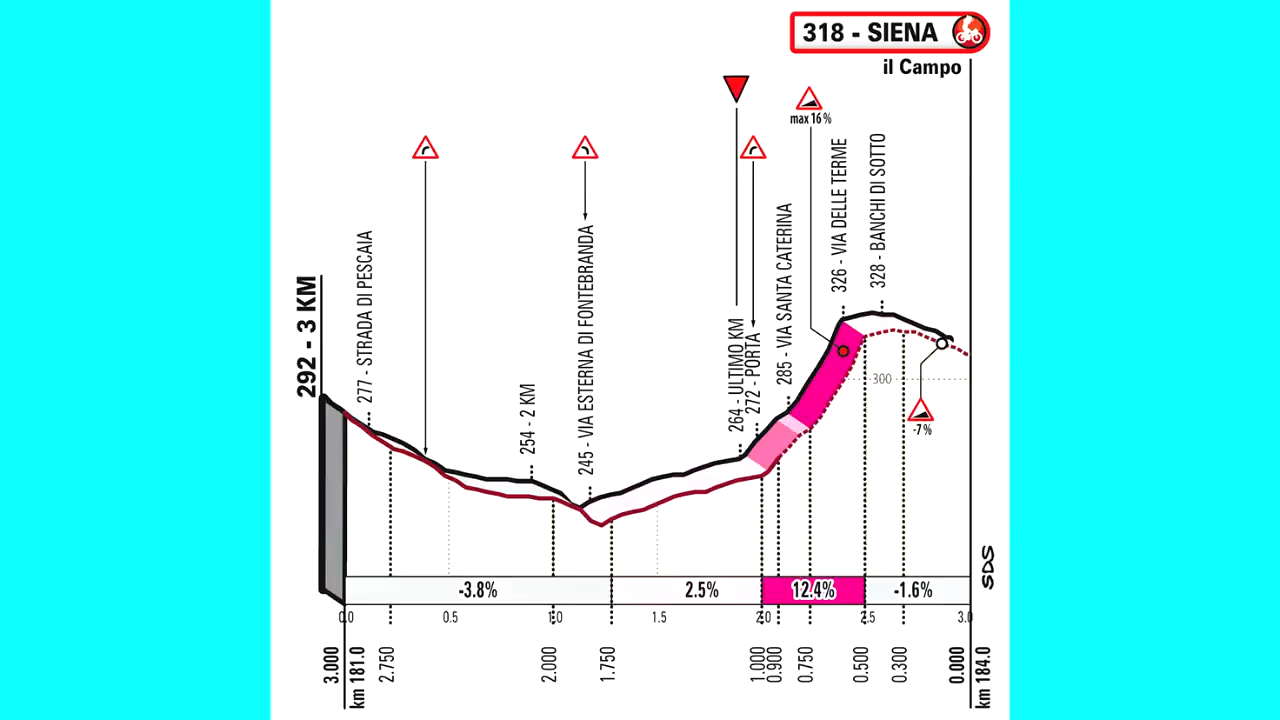 318 - SIENA
il Campo
max 16%
292 - 3 KM
277 - STRADA DI PESCAIA
254 - 2 KM
245 - VIA ESTERNA DI FONTEBRANDA
264 - ULTIMO KM
272 - PORTA
285 - VIA SANTA CATERINA
326 - VIA DELLE TERME
328 - BANCHI DI SOTTO
300
-7%
SDS
-3.8% 2.5% 12.4% -1.6%
0.0 0.5 1.0 1.5 2.0 2.5 3.0
3.000 km 181.0 2.750 2.000 1.750 1.000 0.900 0.750 0.500 0.300 0.000 km 184.0